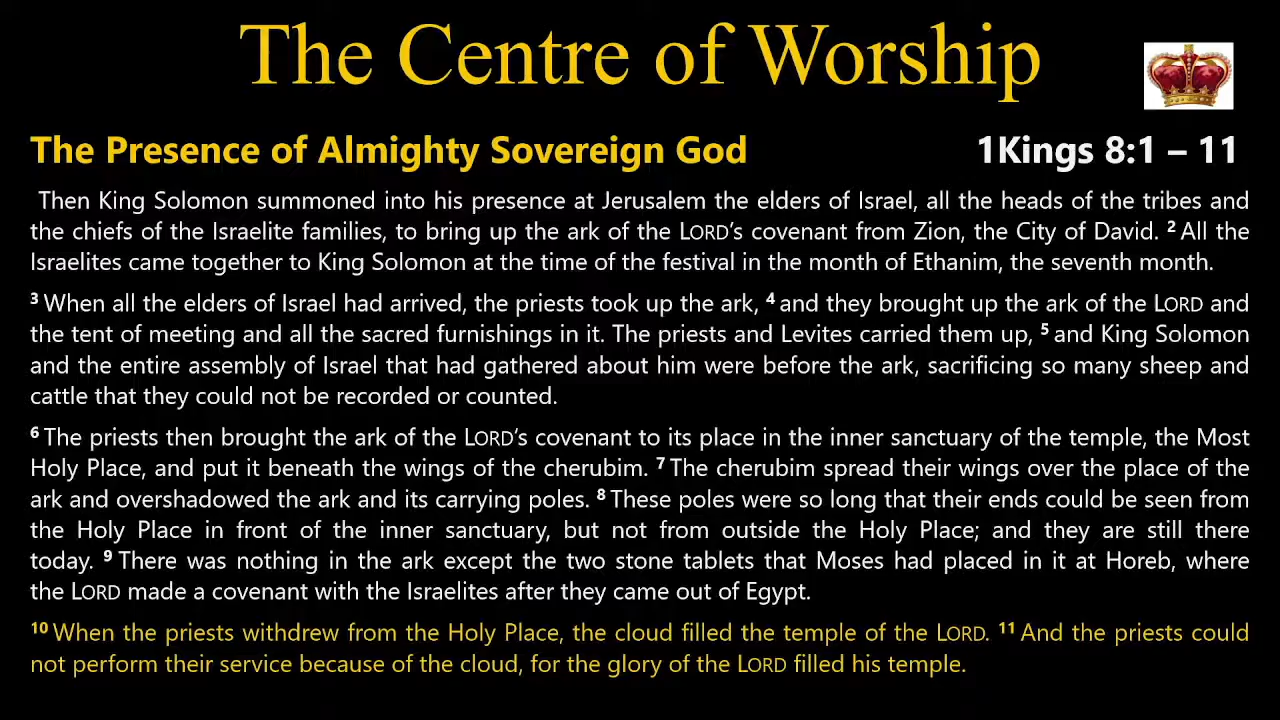 The Centre of Worship
The Presence of Almighty Sovereign God 1Kings 8:1 – 11
Then King Solomon summoned into his presence at Jerusalem the elders of Israel, all the heads of the tribes and
the chiefs of the Israelite families, to bring up the ark of the LORD’s covenant from Zion, the City of David. 2 All the
Israelites came together to King Solomon at the time of the festival in the month of Ethanim, the seventh month.
3 When all the elders of Israel had arrived, the priests took up the ark, 4 and they brought up the ark of the LORD and
the tent of meeting and all the sacred furnishings in it. The priests and Levites carried them up, 5 and King Solomon
and the entire assembly of Israel that had gathered about him were before the ark, sacrificing so many sheep and
cattle that they could not be recorded or counted.
6 The priests then brought the ark of the LORD’s covenant to its place in the inner sanctuary of the temple, the Most
Holy Place, and put it beneath the wings of the cherubim. 7 The cherubim spread their wings over the place of the
ark and overshadowed the ark and its carrying poles. 8 These poles were so long that their ends could be seen from
the Holy Place in front of the inner sanctuary, but not from outside the Holy Place; and they are still there
today. 9 There was nothing in the ark except the two stone tablets that Moses had placed in it at Horeb, where
the LORD made a covenant with the Israelites after they came out of Egypt.
10 When the priests withdrew from the Holy Place, the cloud filled the temple of the LORD. 11 And the priests could
not perform their service because of the cloud, for the glory of the LORD filled his temple.